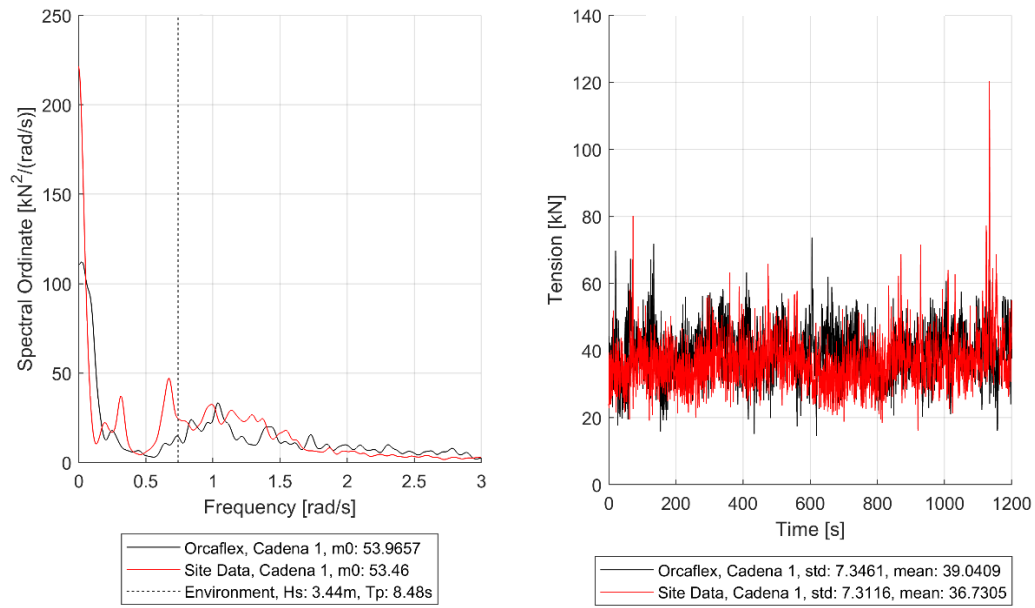 250
200
150
100
50
0
Spectral Ordinate [kN²/(rad/s)]
0 0.5 1 1.5 2 2.5 3
Frequency [rad/s]
Orcaflex, Cadena 1, m0: 53.9657
Site Data, Cadena 1, m0: 53.46
Environment, Hs: 3.44m, Tp: 8.48s
140
120
100
80
60
40
20
0
Tension [kN]
0 200 400 600 800 1000 1200
Time [s]
Orcaflex, Cadena 1, std: 7.3461, mean: 39.0409
Site Data, Cadena 1, std: 7.3116, mean: 36.7305